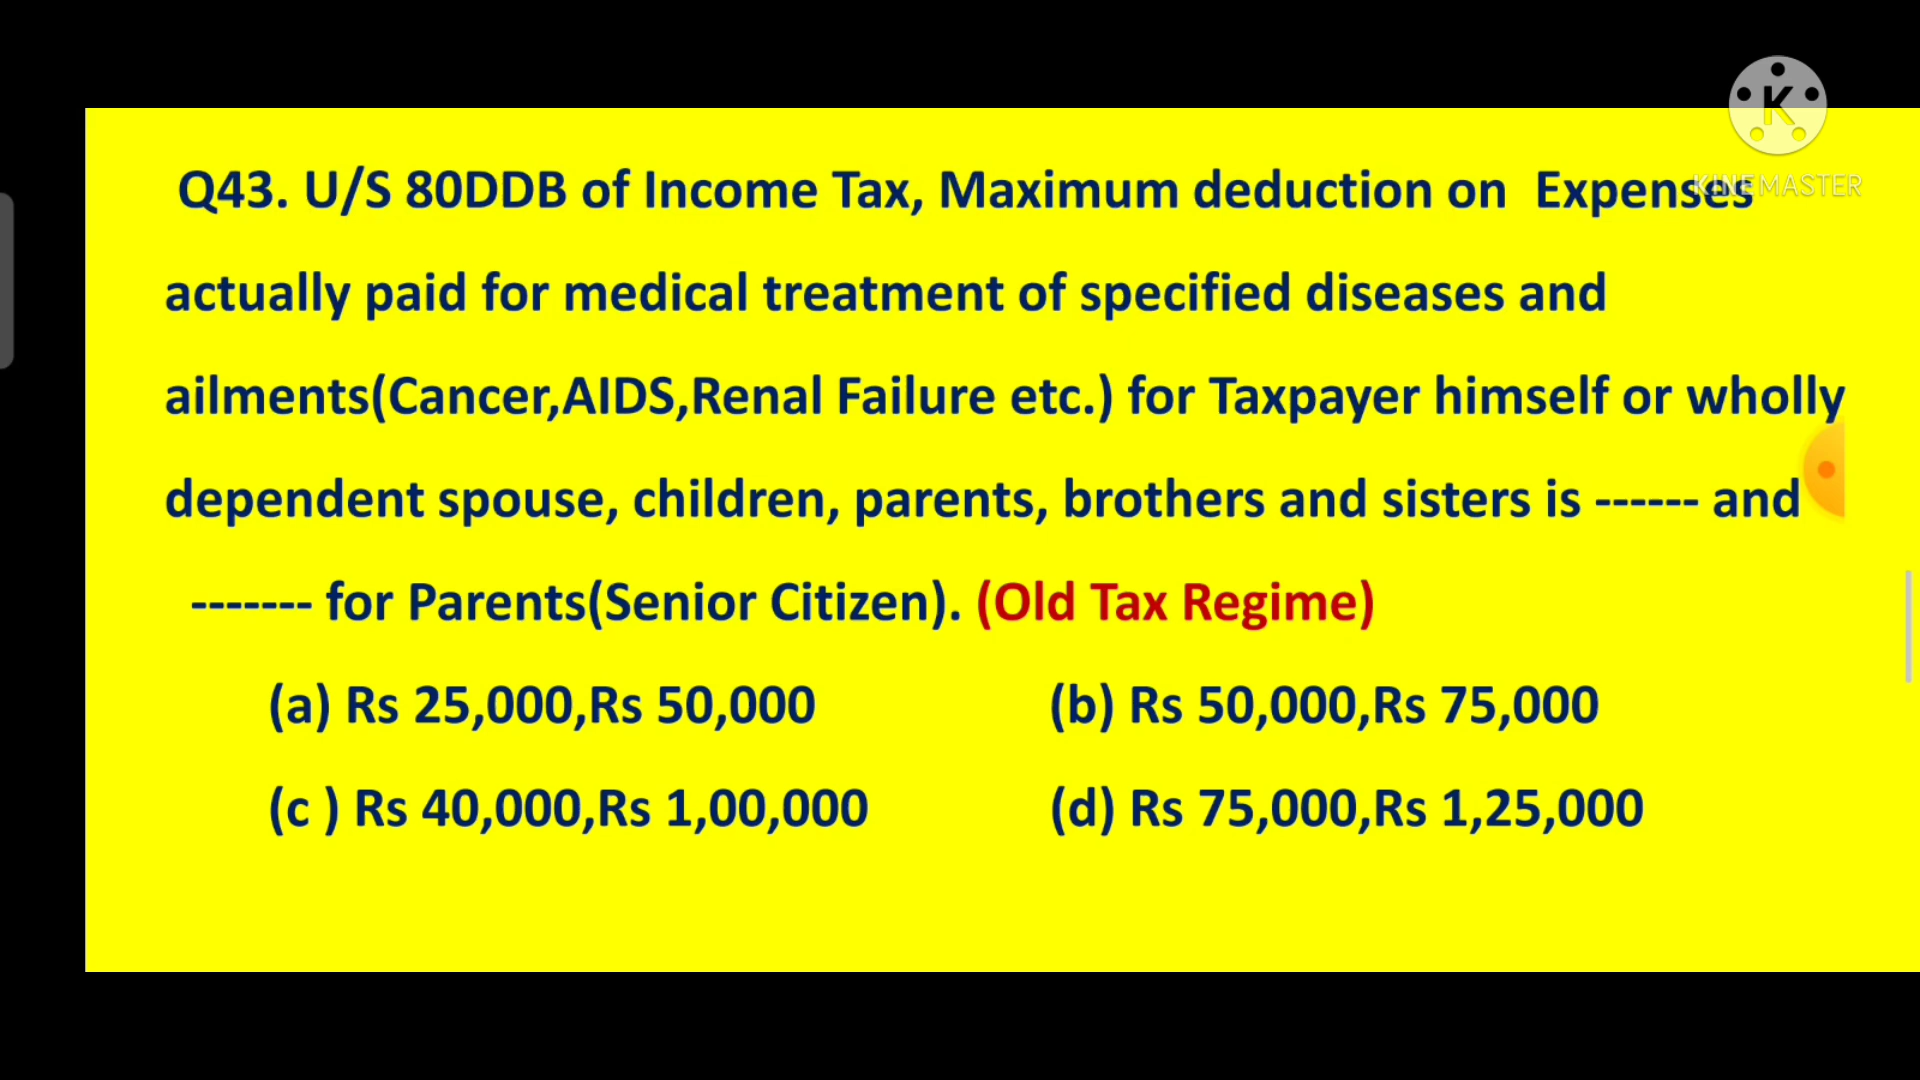 K
KINEMASTER
Q43. U/S 80DDB of Income Tax, Maximum deduction on Expenses
actually paid for medical treatment of specified diseases and
ailments(Cancer,AIDS,Renal Failure etc.) for Taxpayer himself or wholly
dependent spouse, children, parents, brothers and sisters is ------ and
------- for Parents(Senior Citizen). (Old Tax Regime)
(a) Rs 25,000,Rs 50,000 (b) Rs 50,000,Rs 75,000
(c ) Rs 40,000,Rs 1,00,000 (d) Rs 75,000,Rs 1,25,000